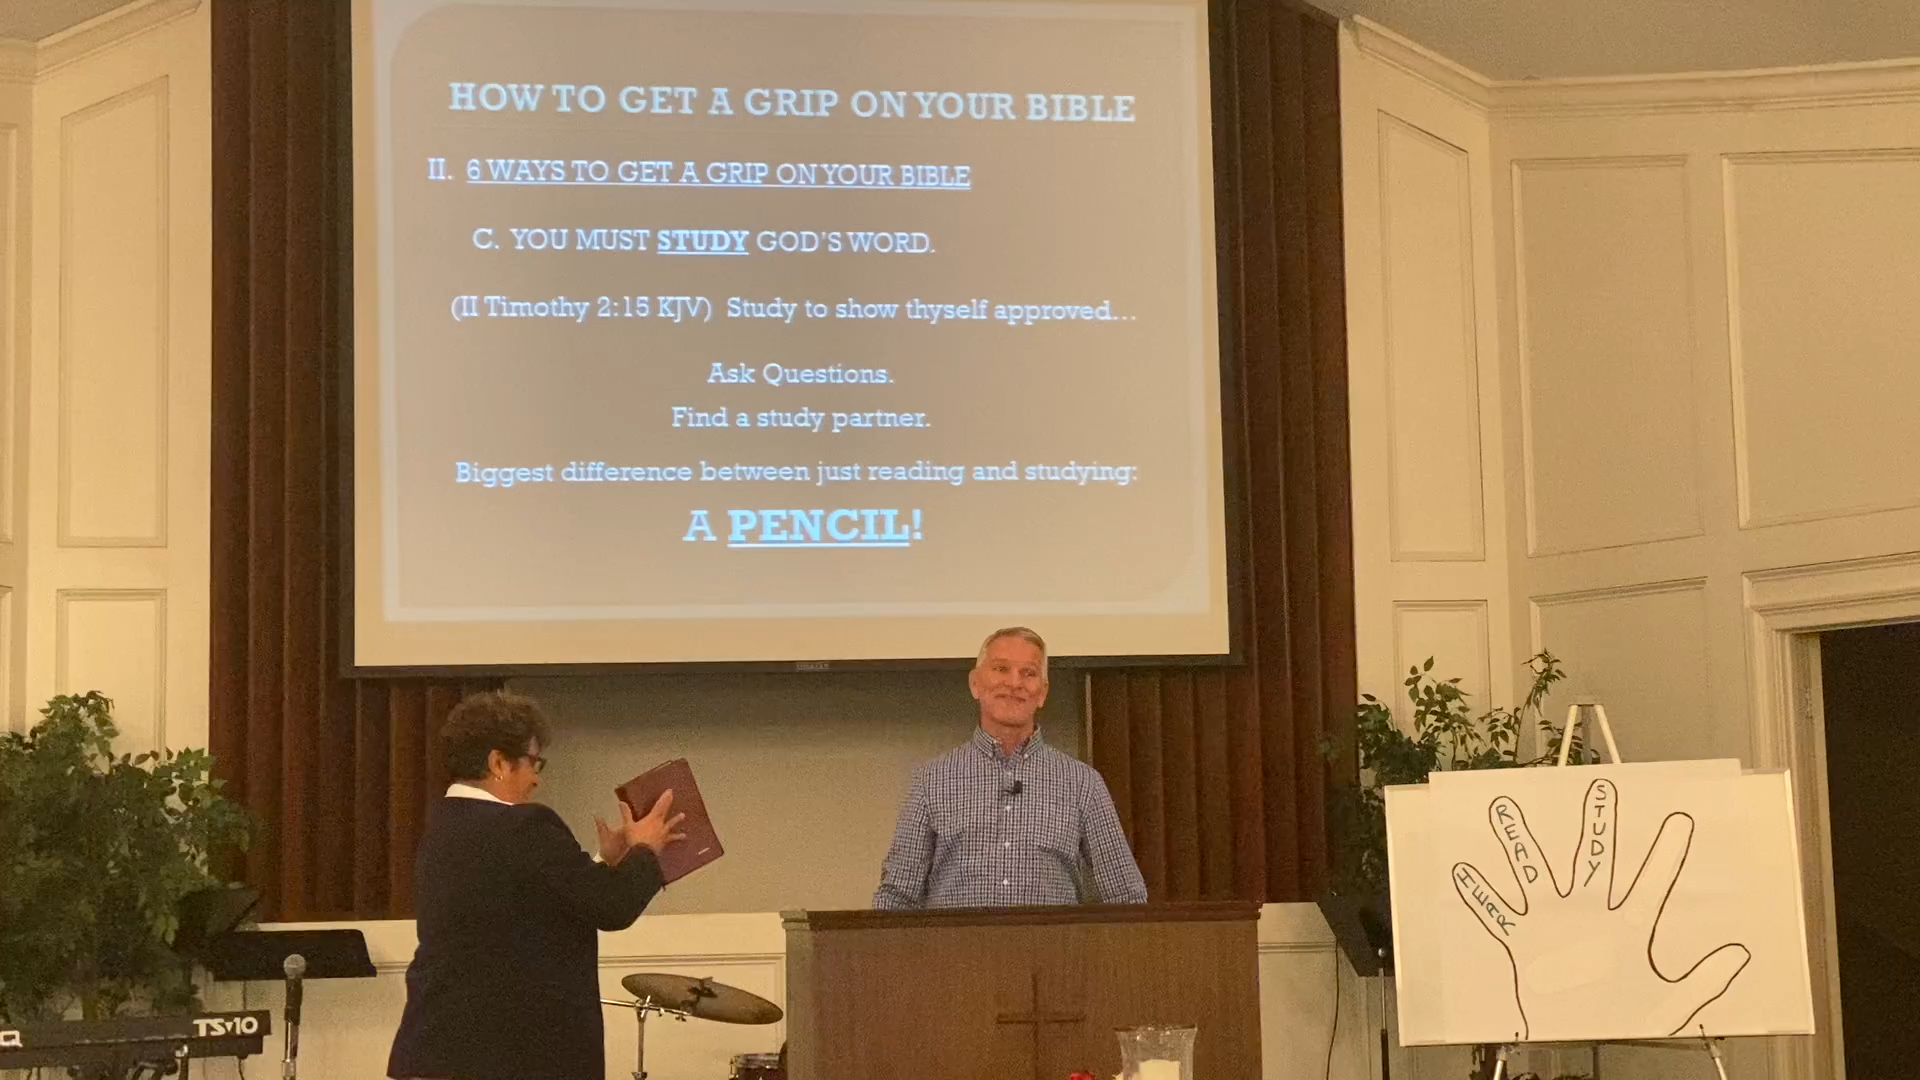 HOW TO GET A GRIP ON YOUR BIBLE
II. 6 WAYS TO GET A GRIP ON YOUR BIBLE
C. YOU MUST STUDY GOD'S WORD.
(II Timothy 2:15 KJV) Study to show thyself approved...
Ask Questions.
Find a study partner.
Biggest difference between just reading and studying:
A PENCIL!
HEAR
READ
STUDY
TSV10